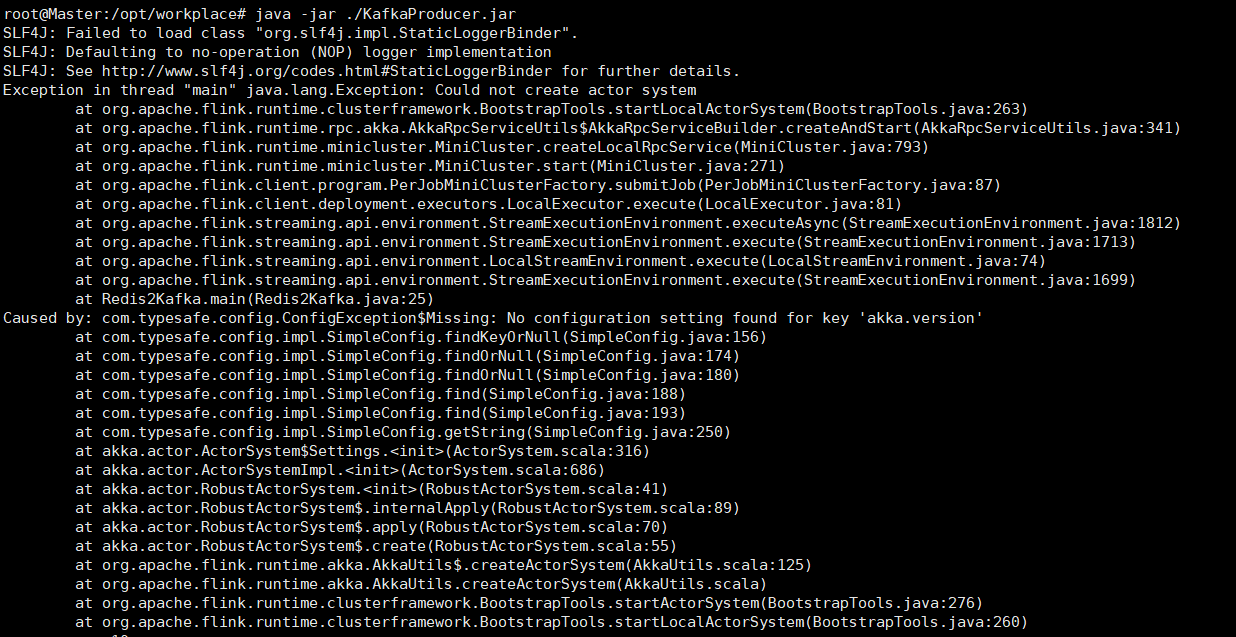 root@Master:/opt/workplace# java -jar ./KafkaProducer.jar
SLF4J: Failed to load class "org.slf4j.impl.StaticLoggerBinder".
SLF4J: Defaulting to no-operation (NOP) logger implementation
SLF4J: See http://www.slf4j.org/codes.html#StaticLoggerBinder for further details.
Exception in thread "main" java.lang.Exception: Could not create actor system
        at org.apache.flink.runtime.clusterframework.BootstrapTools.startLocalActorSystem(BootstrapTools.java:263)
        at org.apache.flink.runtime.rpc.akka.AkkaRpcServiceUtils$AkkaRpcServiceBuilder.createAndStart(AkkaRpcServiceUtils.java:341)
        at org.apache.flink.runtime.minicluster.MiniCluster.createLocalRpcService(MiniCluster.java:793)
        at org.apache.flink.runtime.minicluster.MiniCluster.start(MiniCluster.java:271)
        at org.apache.flink.client.program.PerJobMiniClusterFactory.submitJob(PerJobMiniClusterFactory.java:87)
        at org.apache.flink.client.deployment.executors.LocalExecutor.execute(LocalExecutor.java:81)
        at org.apache.flink.streaming.api.environment.StreamExecutionEnvironment.executeAsync(StreamExecutionEnvironment.java:1812)
        at org.apache.flink.streaming.api.environment.StreamExecutionEnvironment.execute(StreamExecutionEnvironment.java:1713)
        at org.apache.flink.streaming.api.environment.LocalStreamEnvironment.execute(LocalStreamEnvironment.java:74)
        at org.apache.flink.streaming.api.environment.StreamExecutionEnvironment.execute(StreamExecutionEnvironment.java:1699)
        at Redis2Kafka.main(Redis2Kafka.java:25)
Caused by: com.typesafe.config.ConfigException$Missing: No configuration setting found for key 'akka.version'
        at com.typesafe.config.impl.SimpleConfig.findKeyOrNull(SimpleConfig.java:156)
        at com.typesafe.config.impl.SimpleConfig.findOrNull(SimpleConfig.java:174)
        at com.typesafe.config.impl.SimpleConfig.findOrNull(SimpleConfig.java:180)
        at com.typesafe.config.impl.SimpleConfig.find(SimpleConfig.java:188)
        at com.typesafe.config.impl.SimpleConfig.find(SimpleConfig.java:193)
        at com.typesafe.config.impl.SimpleConfig.getString(SimpleConfig.java:250)
        at akka.actor.ActorSystem$Settings.<init>(ActorSystem.scala:316)
        at akka.actor.ActorSystemImpl.<init>(ActorSystem.scala:686)
        at akka.actor.RobustActorSystem.<init>(RobustActorSystem.scala:41)
        at akka.actor.RobustActorSystem$.internalApply(RobustActorSystem.scala:89)
        at akka.actor.RobustActorSystem$.apply(RobustActorSystem.scala:70)
        at akka.actor.RobustActorSystem$.create(RobustActorSystem.scala:55)
        at org.apache.flink.runtime.akka.AkkaUtils$.createActorSystem(AkkaUtils.scala:125)
        at org.apache.flink.runtime.akka.AkkaUtils.createActorSystem(AkkaUtils.scala)
        at org.apache.flink.runtime.clusterframework.BootstrapTools.startActorSystem(BootstrapTools.java:276)
        at org.apache.flink.runtime.clusterframework.BootstrapTools.startLocalActorSystem(BootstrapTools.java:260)